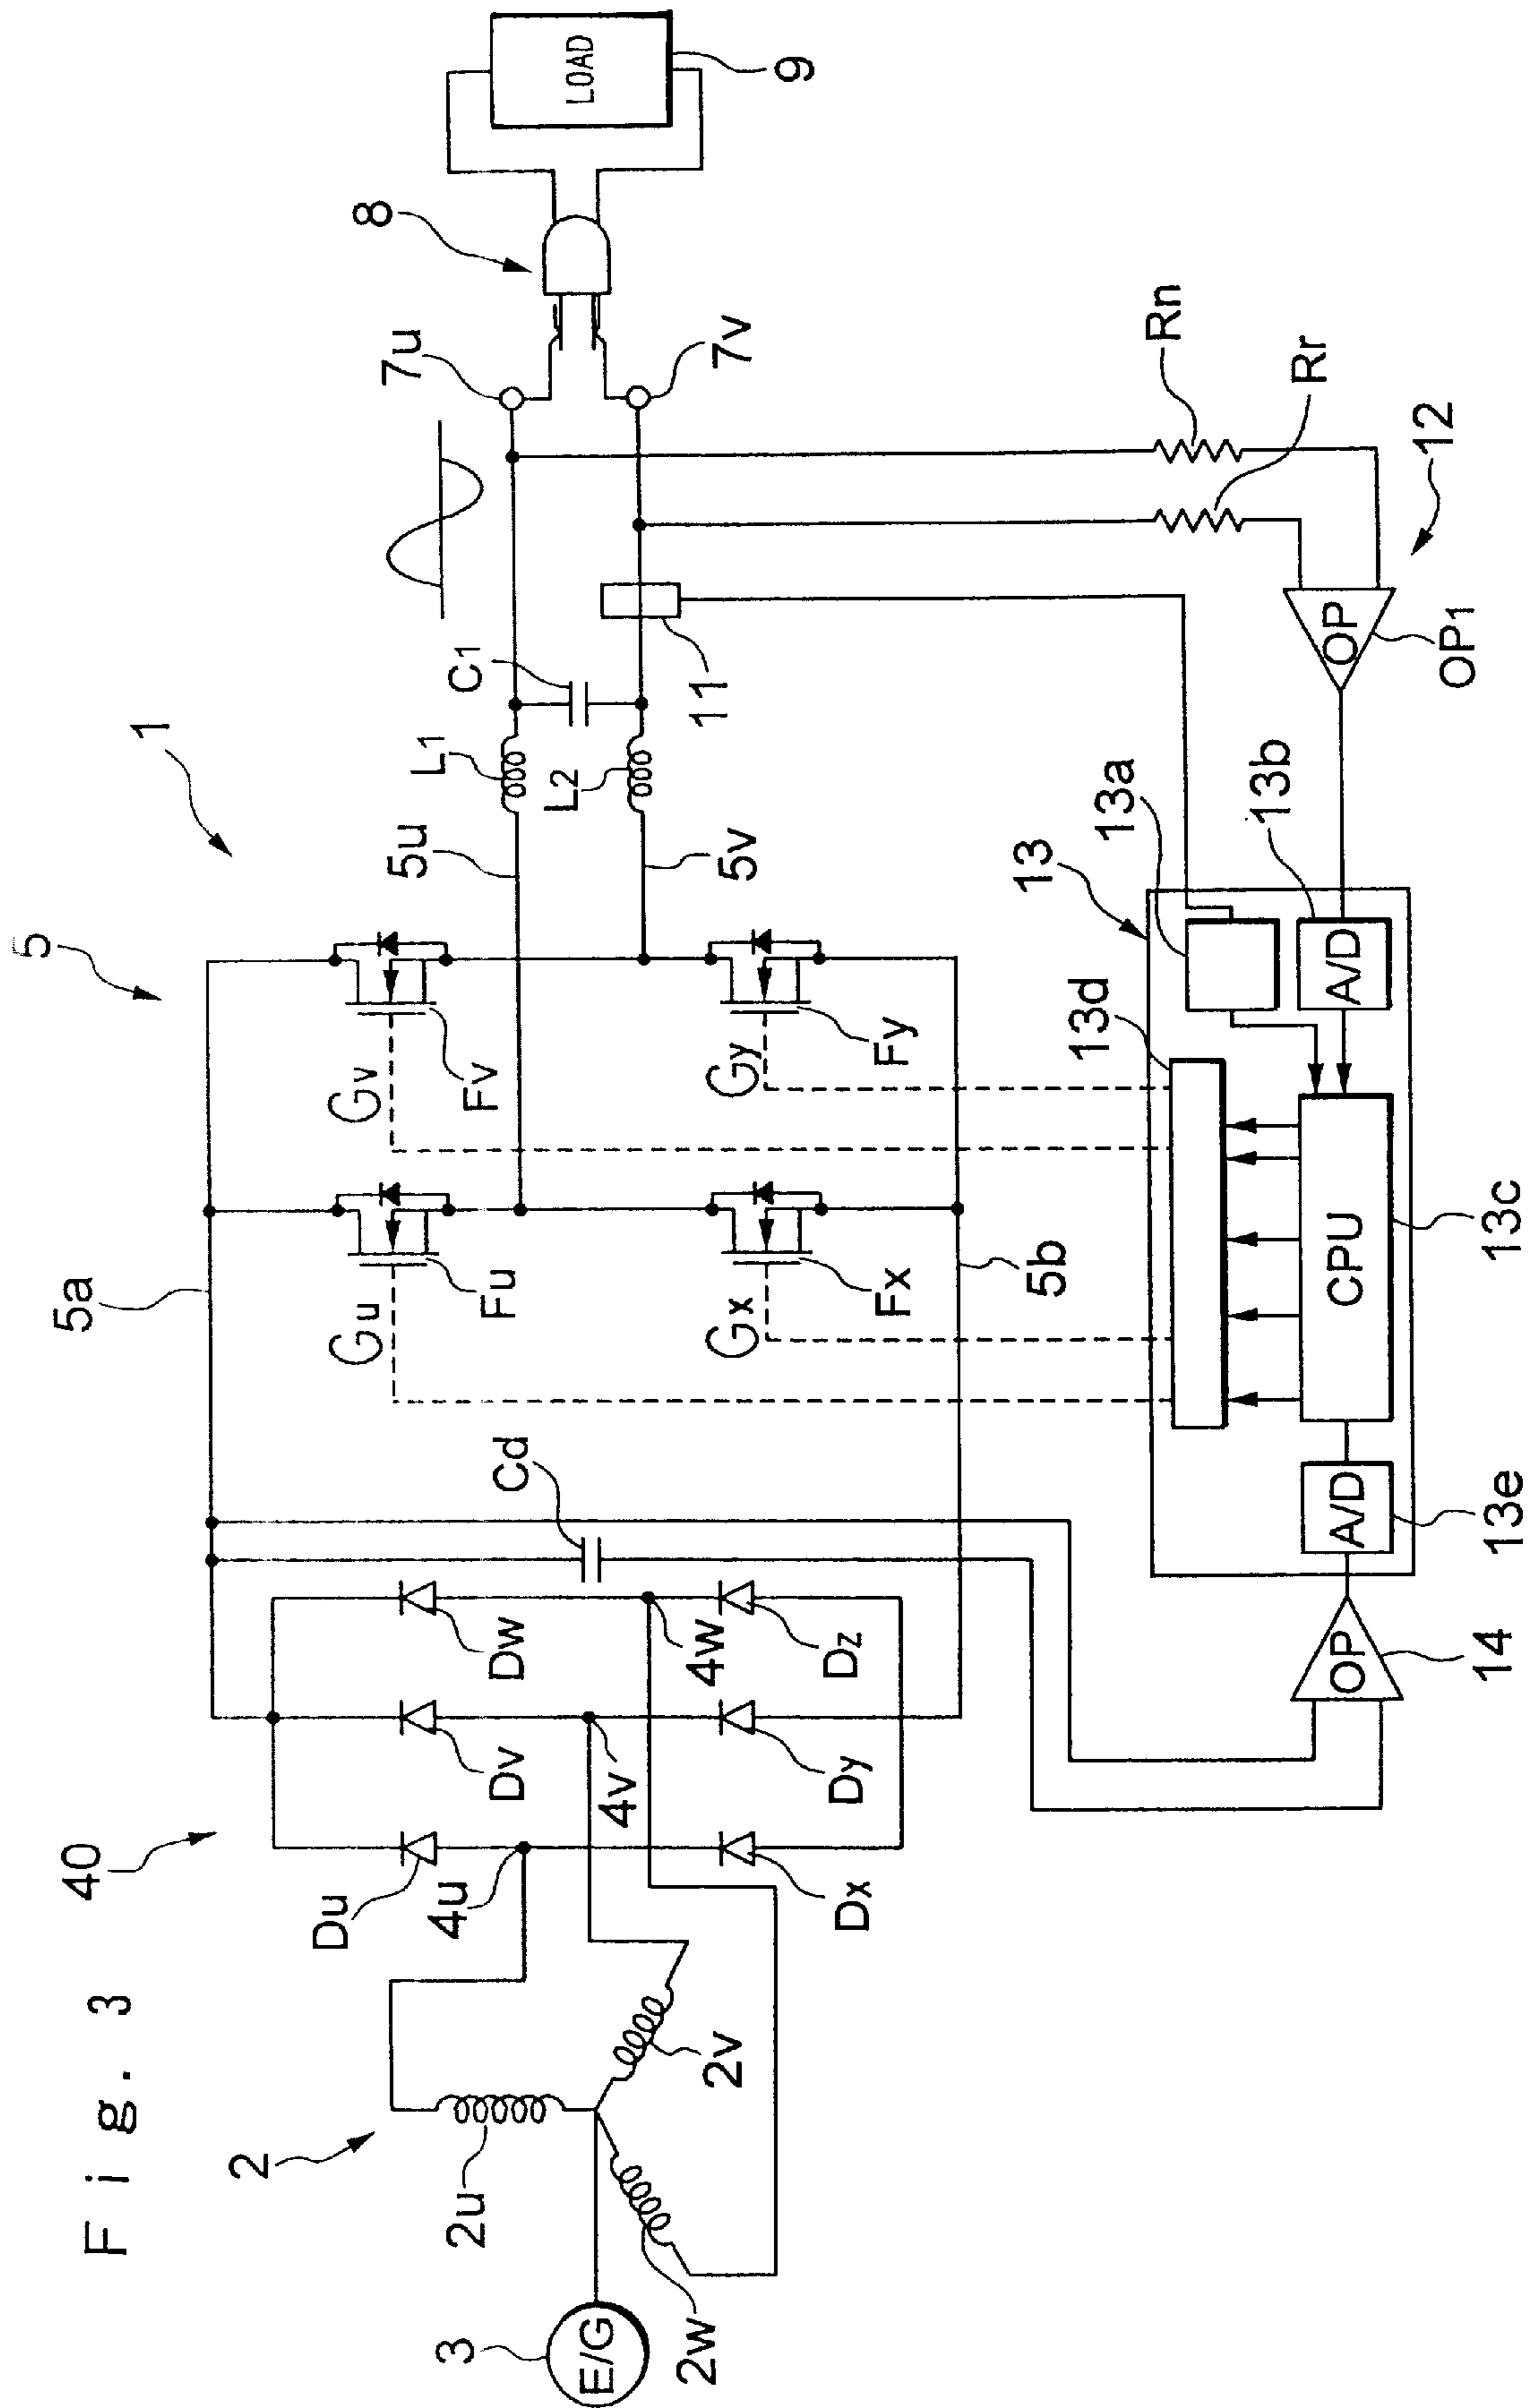 Fig. 3
1
5
40
5a
5u
5v
5b
7u
7v
8
LOAD
9
L1
L2
C1
11
Gu
Gv
Fu
Fv
Gx
Gy
Fx
Fy
Cd
Du
Dv
Dw
4u
4v
4w
Dx
Dy
Dz
2
2u
2v
2w
3
E/G
Rn
Rr
12
OP
OP1
13
13a
13b
13d
A/D
CPU
13c
A/D
13e
OP
14